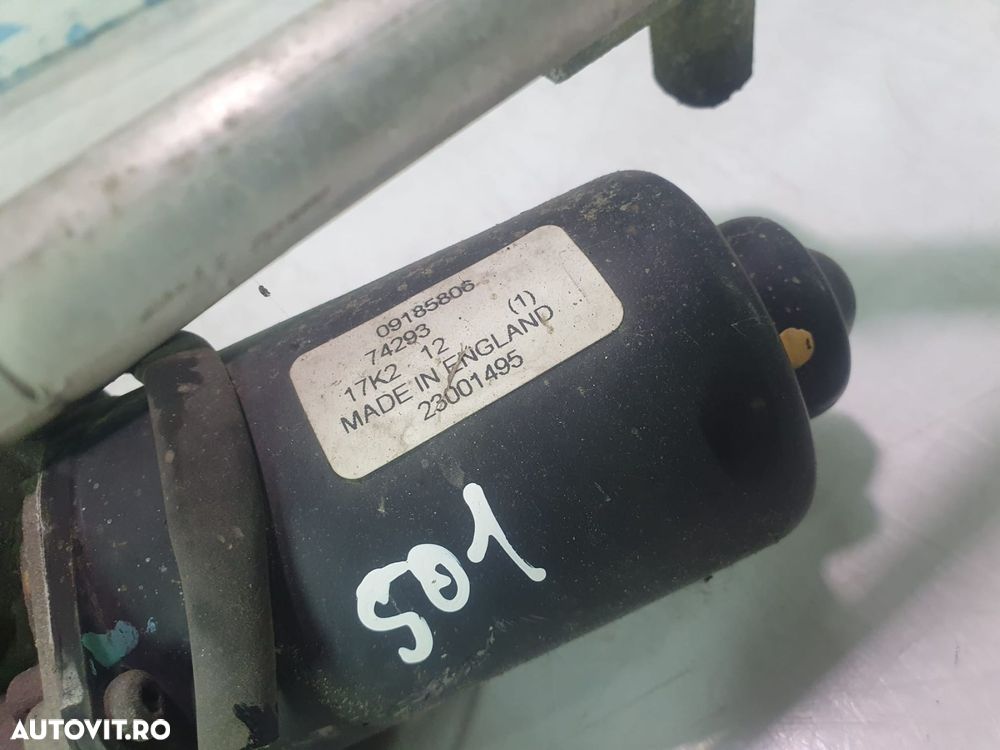 09185806
74293
17K2 12 (1)
MADE IN ENGLAND
23001495
501
AUTOVIT.RO